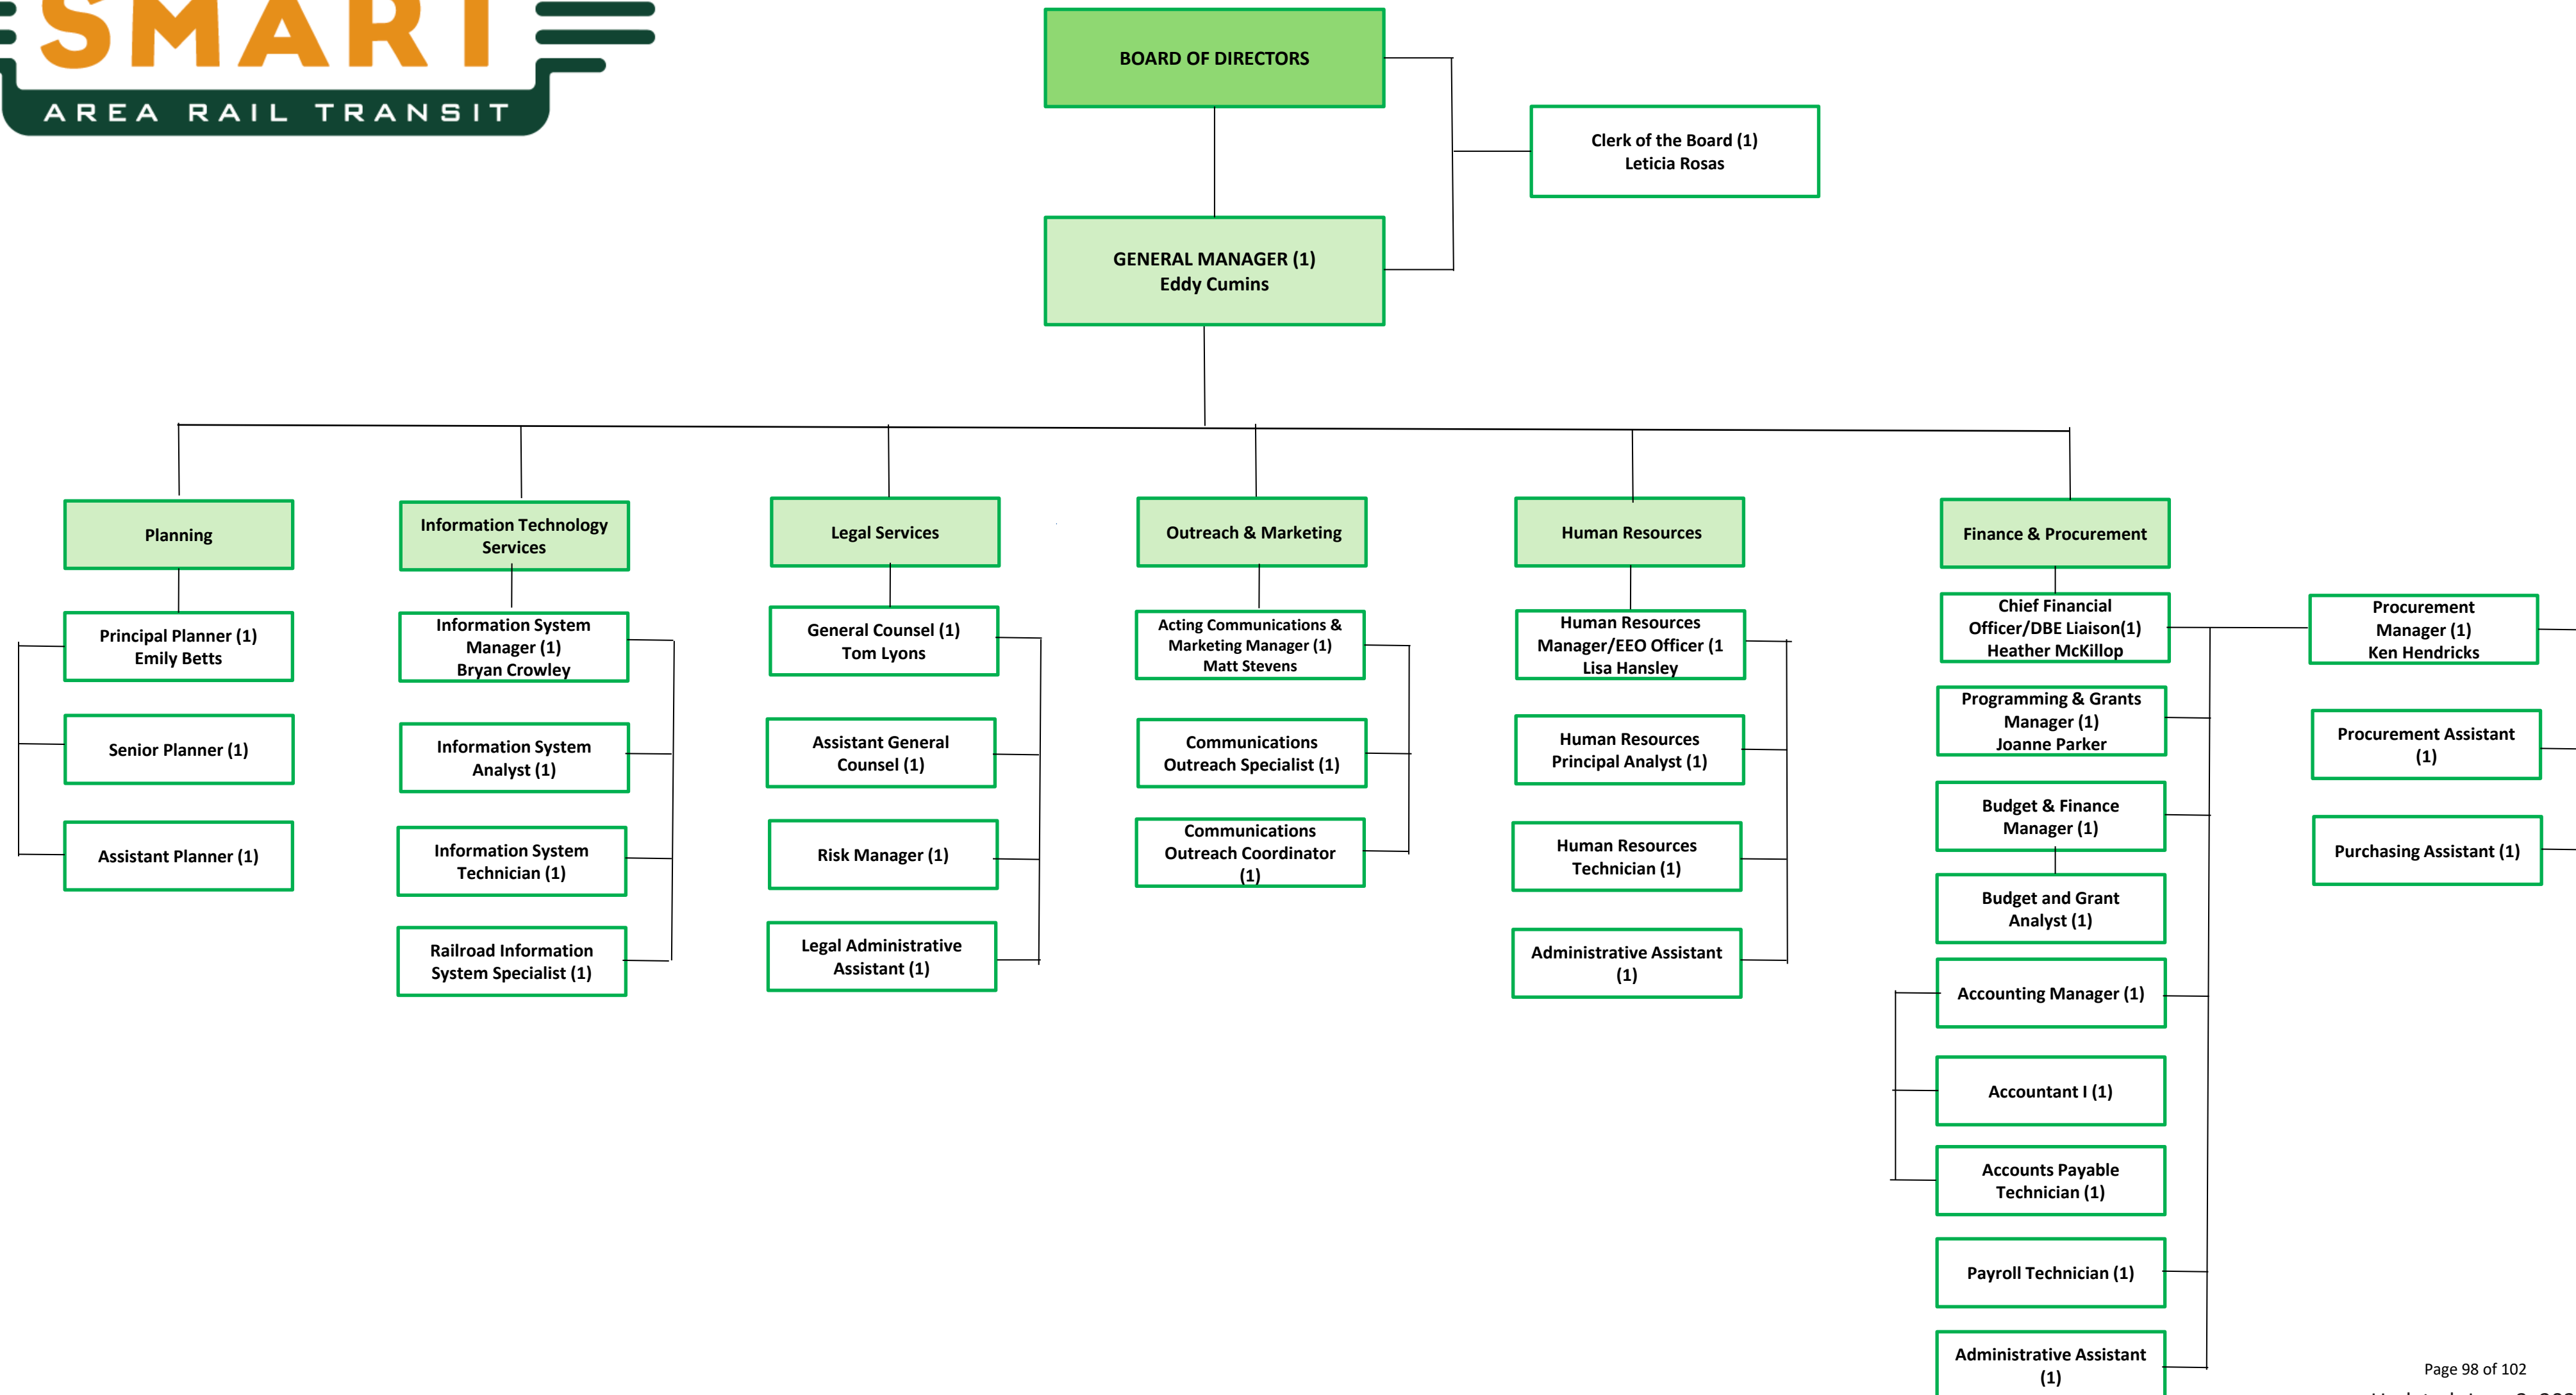 SMART
AREA RAIL TRANSIT
BOARD OF DIRECTORS
Clerk of the Board (1)
Leticia Rosas
GENERAL MANAGER (1)
Eddy Cumins
Planning
Principal Planner (1)
Emily Betts
Senior Planner (1)
Assistant Planner (1)
Information Technology
Services
Information System
Manager (1)
Bryan Crowley
Information System
Analyst (1)
Information System
Technician (1)
Railroad Information
System Specialist (1)
Legal Services
General Counsel (1)
Tom Lyons
Assistant General
Counsel (1)
Risk Manager (1)
Legal Administrative
Assistant (1)
Outreach & Marketing
Acting Communications &
Marketing Manager (1)
Matt Stevens
Communications
Outreach Specialist (1)
Communications
Outreach Coordinator
(1)
Human Resources
Human Resources
Manager/EEO Officer (1
Lisa Hansley
Human Resources
Principal Analyst (1)
Human Resources
Technician (1)
Administrative Assistant
(1)
Finance & Procurement
Chief Financial
Officer/DBE Liaison(1)
Heather McKillop
Programming & Grants
Manager (1)
Joanne Parker
Budget & Finance
Manager (1)
Budget and Grant
Analyst (1)
Accounting Manager (1)
Accountant I (1)
Accounts Payable
Technician (1)
Payroll Technician (1)
Administrative Assistant
(1)
Procurement
Manager (1)
Ken Hendricks
Procurement Assistant
(1)
Purchasing Assistant (1)
Page 98 of 102